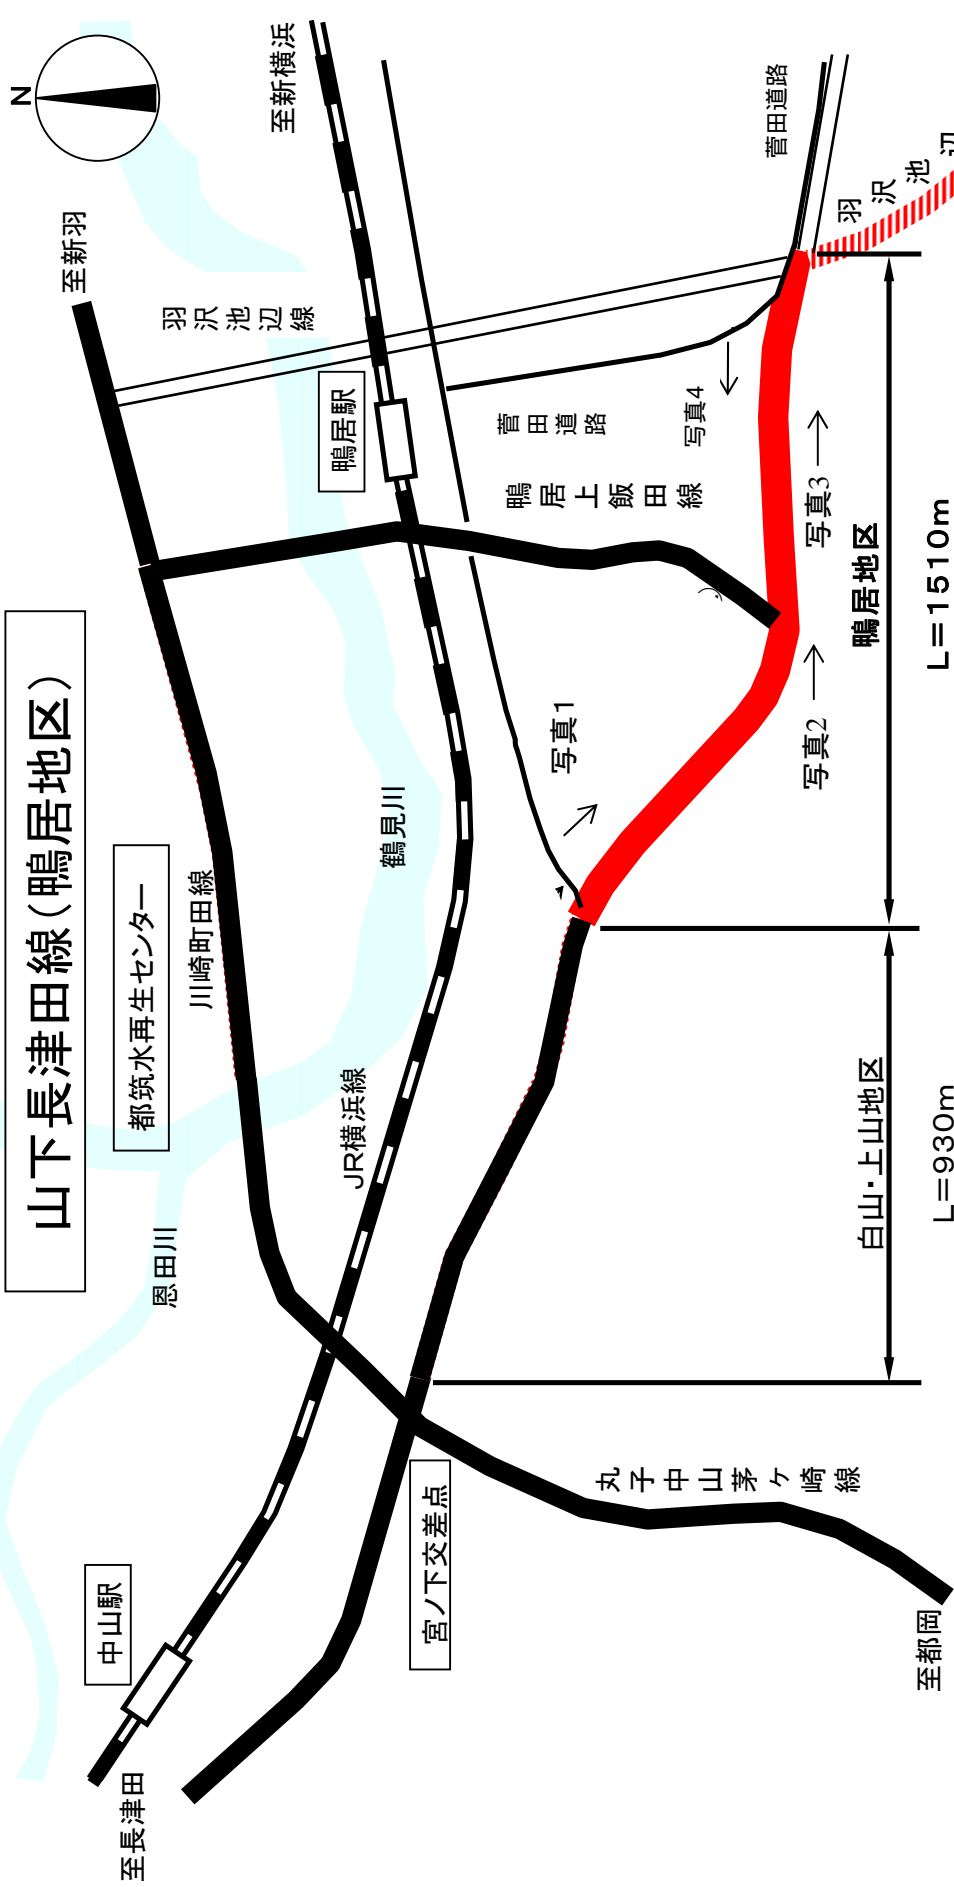 山下長津田線（鴨居地区）
N
至新羽
至新横浜
羽沢池辺線
菅田道路
鴨居駅
菅田道路
鴨居上飯田線
羽沢池辺
都筑水再生センター
川崎町田線
鶴見川
恩田川
JR横浜線
写真1
写真2
写真3
写真4
鴨居地区
L＝1510m
白山・上山地区
L＝930m
中山駅
宮ノ下交差点
丸子中山茅ケ崎線
至長津田
至都岡